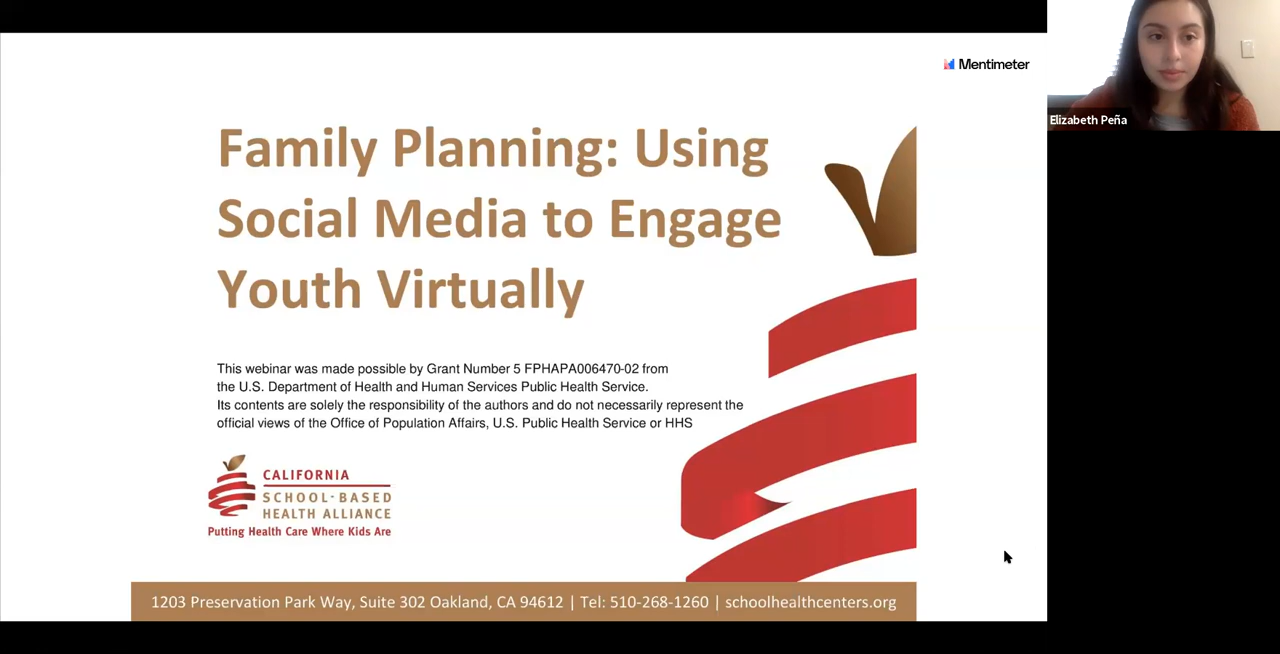 Mentimeter
Elizabeth Peña
Family Planning: Using
Social Media to Engage
Youth Virtually
This webinar was made possible by Grant Number 5 FPHAPA006470-02 from
the U.S. Department of Health and Human Services Public Health Service.
Its contents are solely the responsibility of the authors and do not necessarily represent the
official views of the Office of Population Affairs, U.S. Public Health Service or HHS
CALIFORNIA
SCHOOL-BASED
HEALTH ALLIANCE
Putting Health Care Where Kids Are
1203 Preservation Park Way, Suite 302 Oakland, CA 94612 | Tel: 510-268-1260 | schoolhealthcenters.org